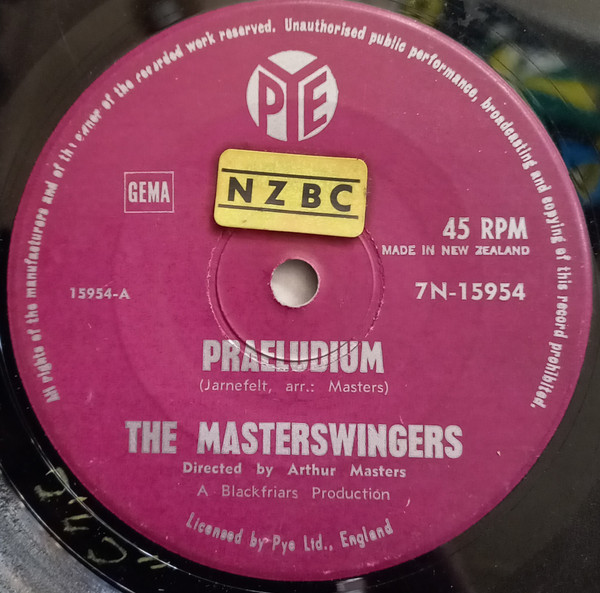 All rights of the manufacturers and of the owner of the recorded work reserved. Unauthorised public performance, broadcasting and copying of this record prohibited.
PYE
GEMA
NZBC
45 RPM
MADE IN NEW ZEALAND
15954-A
7N-15954
PRAELUDIUM
(Jarnefelt, arr.: Masters)
THE MASTERSWINGERS
Directed by Arthur Masters
A Blackfriars Production
Licensed by Pye Ltd., England